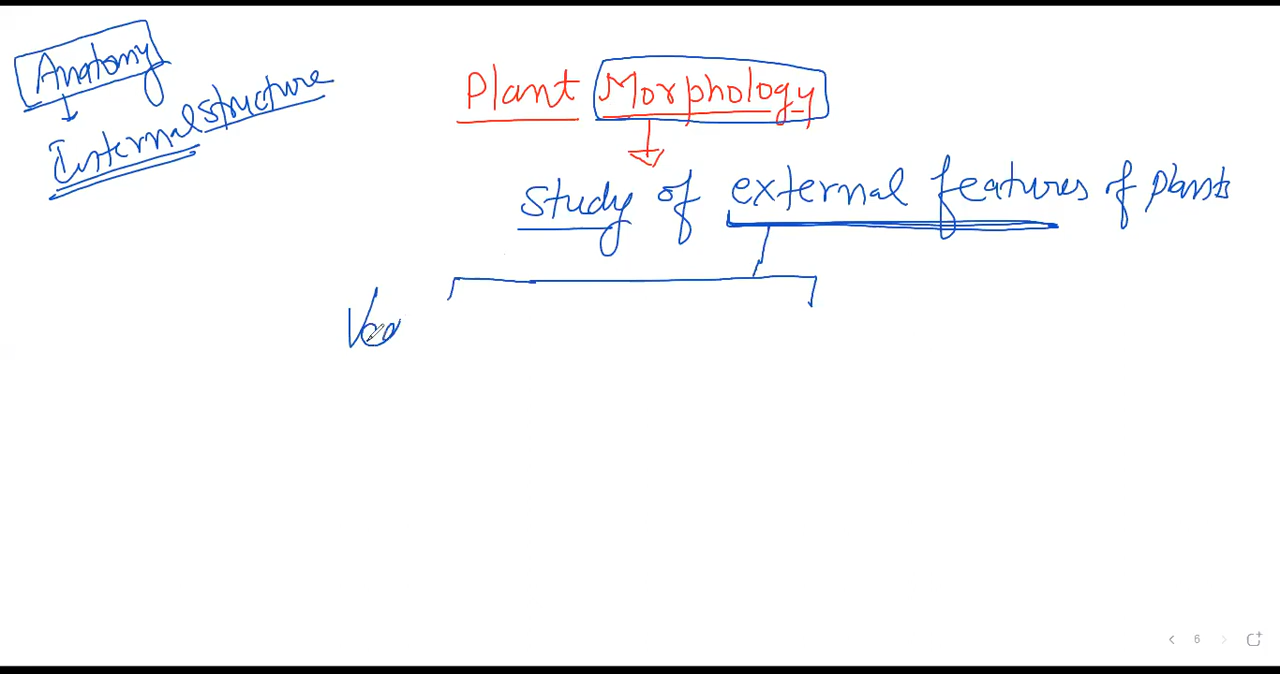 Anatomy
Internal structure
Plant Morphology
Study of external features of plants
6